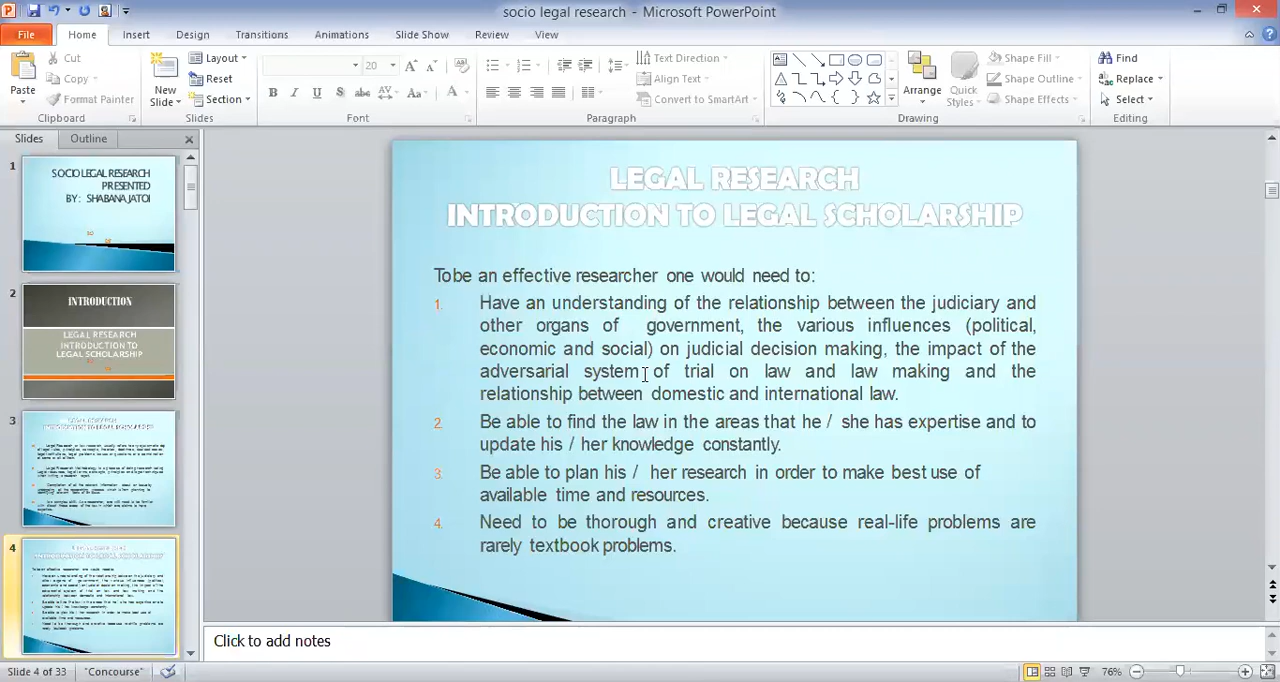 socio legal research - Microsoft PowerPoint
File Home Insert Design Transitions Animations Slide Show Review View
Cut
Copy
Format Painter
Paste
Clipboard
New
Slide
Layout
Reset
Section
Slides
20
Font
Text Direction
Align Text
Convert to SmartArt
Paragraph
Arrange
Quick
Styles
Shape Fill
Shape Outline
Shape Effects
Drawing
Find
Replace
Select
Editing
Slides Outline
1
SOCIO LEGAL RESEARCH
PRESENTED
BY: SHABANA JATOI
2
INTRODUCTION
LEGAL RESEARCH
INTRODUCTION TO
LEGAL SCHOLARSHIP
3
4
LEGAL RESEARCH
INTRODUCTION TO LEGAL SCHOLARSHIP
Tobe an effective researcher one would need to:
1. Have an understanding of the relationship between the judiciary and
other organs of government, the various influences (political,
economic and social) on judicial decision making, the impact of the
adversarial system of trial on law and law making and the
relationship between domestic and international law.
2. Be able to find the law in the areas that he / she has expertise and to
update his / her knowledge constantly.
3. Be able to plan his / her research in order to make best use of
available time and resources.
4. Need to be thorough and creative because real-life problems are
rarely textbook problems.
Click to add notes
Slide 4 of 33 "Concourse" 76%